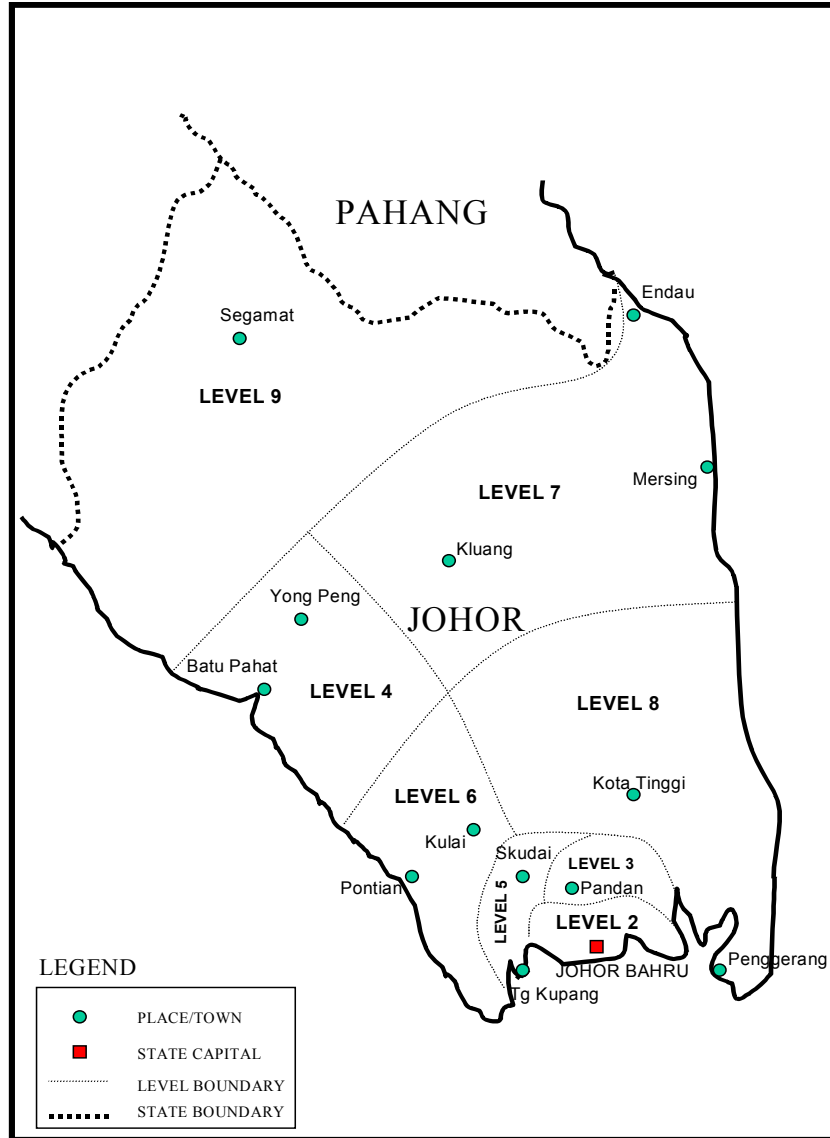 PAHANG
Endau
Segamat
LEVEL 9
Mersing
LEVEL 7
Kluang
Yong Peng
JOHOR
Batu Pahat
LEVEL 4
LEVEL 8
Kota Tinggi
LEVEL 6
Kulai
Skudai
LEVEL 3
Pontian
Pandan
LEVEL 5
LEVEL 2
JOHOR BAHRU
Penggerang
Tg Kupang
LEGEND
PLACE/TOWN
STATE CAPITAL
LEVEL BOUNDARY
STATE BOUNDARY